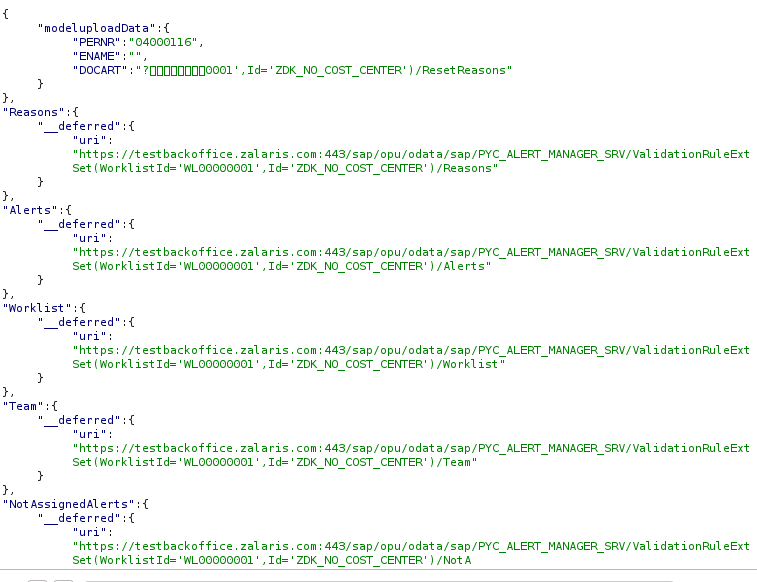 {
"modeluploadData":{
"PERNR":"04000116",
"ENAME":"",
"DOCART":"?□□□□□□□□0001',Id='ZDK_NO_COST_CENTER')/ResetReasons"
}
},
"Reasons":{
"__deferred":{
"uri":
"https://testbackoffice.zalaris.com:443/sap/opu/odata/sap/PYC_ALERT_MANAGER_SRV/ValidationRuleExt
Set(WorklistId='WL00000001',Id='ZDK_NO_COST_CENTER')/Reasons"
}
},
"Alerts":{
"__deferred":{
"uri":
"https://testbackoffice.zalaris.com:443/sap/opu/odata/sap/PYC_ALERT_MANAGER_SRV/ValidationRuleExt
Set(WorklistId='WL00000001',Id='ZDK_NO_COST_CENTER')/Alerts"
}
},
"Worklist":{
"__deferred":{
"uri":
"https://testbackoffice.zalaris.com:443/sap/opu/odata/sap/PYC_ALERT_MANAGER_SRV/ValidationRuleExt
Set(WorklistId='WL00000001',Id='ZDK_NO_COST_CENTER')/Worklist"
}
},
"Team":{
"__deferred":{
"uri":
"https://testbackoffice.zalaris.com:443/sap/opu/odata/sap/PYC_ALERT_MANAGER_SRV/ValidationRuleExt
Set(WorklistId='WL00000001',Id='ZDK_NO_COST_CENTER')/Team"
}
},
"NotAssignedAlerts":{
"__deferred":{
"uri":
"https://testbackoffice.zalaris.com:443/sap/opu/odata/sap/PYC_ALERT_MANAGER_SRV/ValidationRuleExt
Set(WorklistId='WL00000001',Id='ZDK_NO_COST_CENTER')/NotA